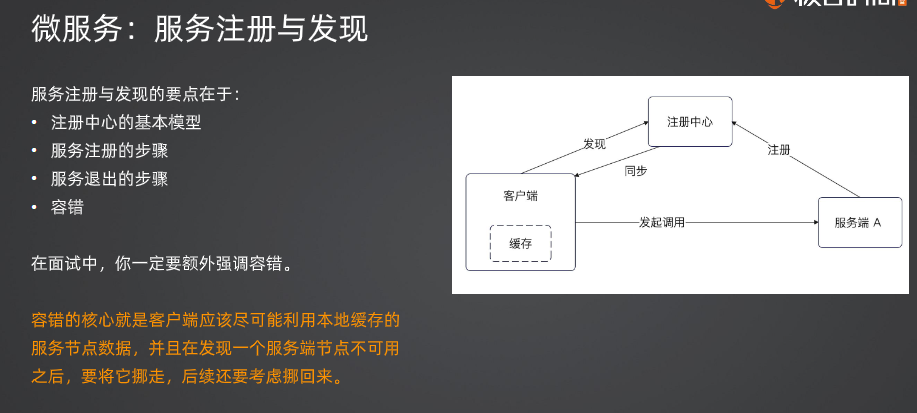 微服务：服务注册与发现
服务注册与发现的要点在于：
• 注册中心的基本模型
• 服务注册的步骤
• 服务退出的步骤
• 容错
在面试中，你一定要额外强调容错。
容错的核心就是客户端应该尽可能利用本地缓存的
服务节点数据，并且在发现一个服务端节点不可用
之后，要将它挪走，后续还要考虑挪回来。
注册中心
发现
注册
同步
客户端
缓存
发起调用
服务端 A